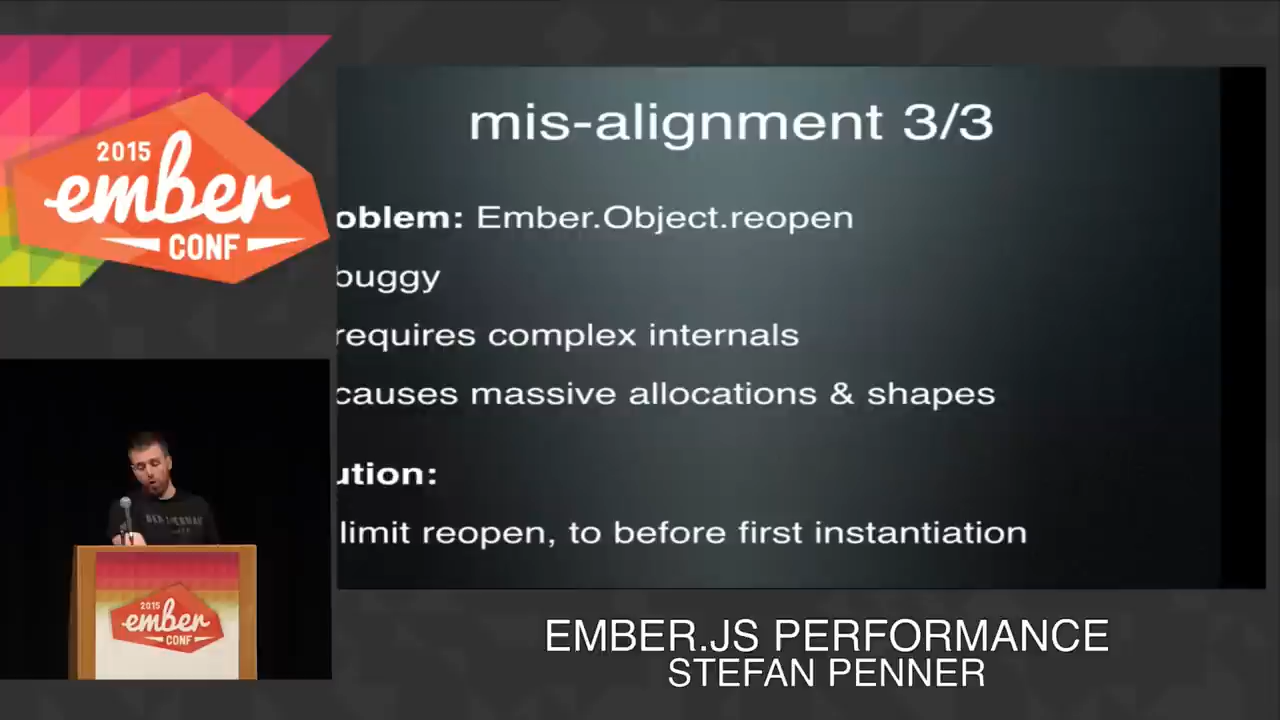 2015
ember
CONF
mis-alignment 3/3
oblem: Ember.Object.reopen
buggy
requires complex internals
causes massive allocations & shapes
ution:
limit reopen, to before first instantiation
2015
ember
CONF
EMBER.JS PERFORMANCE
STEFAN PENNER